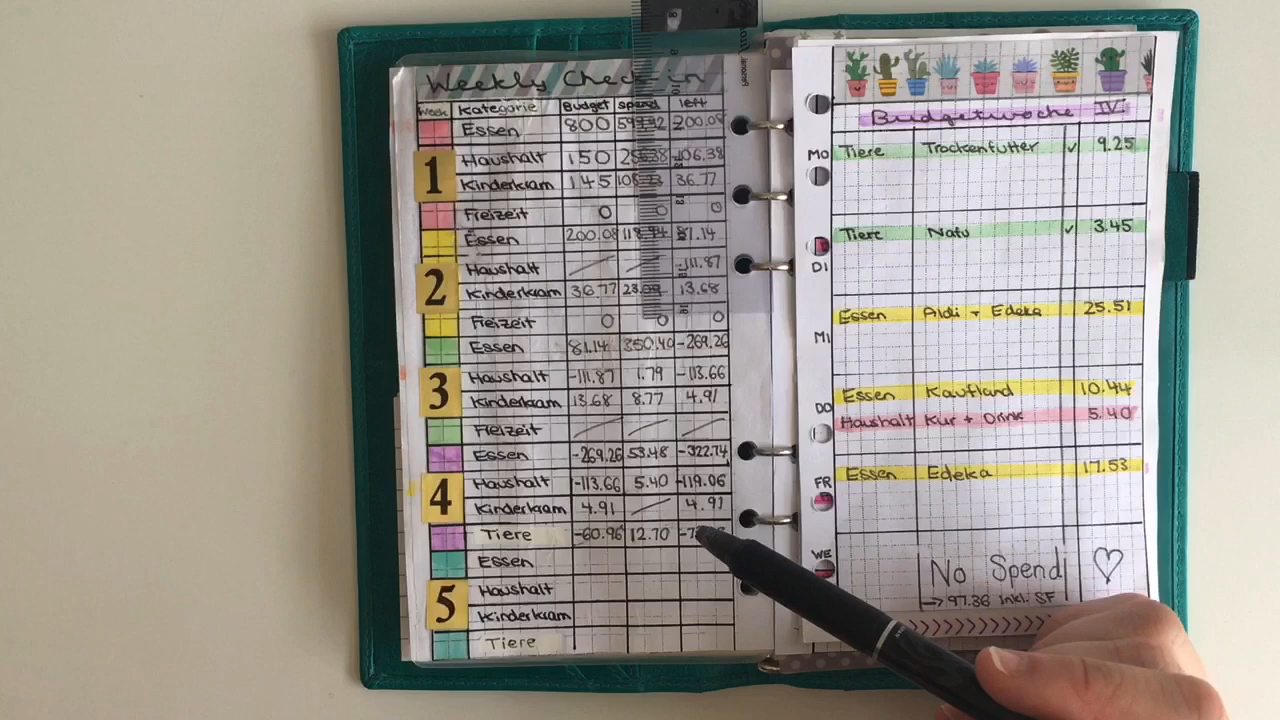 Weekly Check-in
Week Kategorie Budget spend left
Essen 800 200.08
1 Haushalt 150 -106.38
Kinderkram 145 36.77
Freizeit 0 0 0
Essen 200.08 81.14
2 Haushalt -111.87
Kinderkram 36.77 13.68
Freizeit 0 0 0
Essen 81.14 350.40 -269.26
3 Haushalt -111.87 1.79 -113.66
Kinderkram 13.68 8.77 4.91
Freizeit
Essen -269.26 53.48 -322.74
4 Haushalt -113.66 5.40 -119.06
Kinderkram 4.91 4.91
Tiere -60.96 12.70
Essen
5 Haushalt
Kinderkram
Tiere
Budgetwoche IV
MO Tiere Trockenfutter ✓ 9.25
DI Tiere Natu ✓ 3.45
MI Essen Aldi + Edeka 25.51
DO Essen Kaufland 10.44
Haushalt Kur + Drink 5.40
FR Essen Edeka 17.53
WE No Spend ♡
→ 97.36 inkl. SF